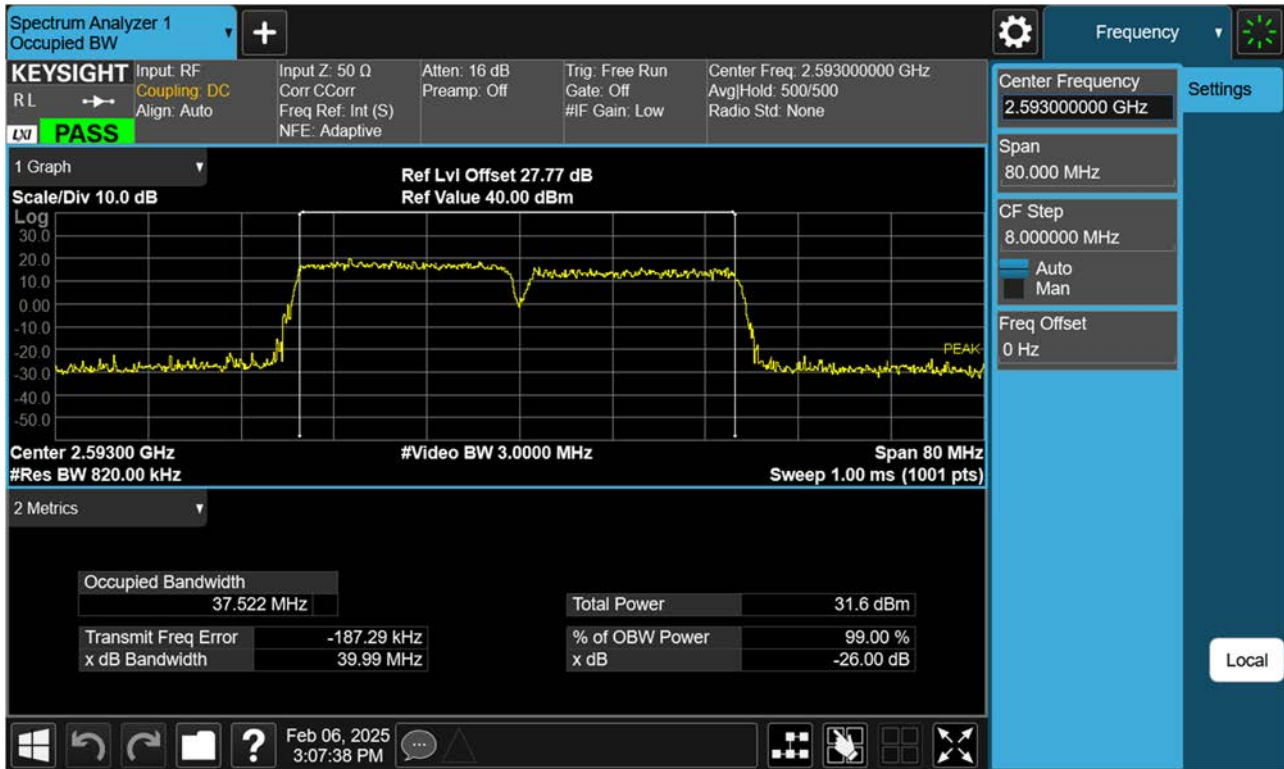 Spectrum Analyzer 1
Occupied BW
+
Frequency
KEYSIGHT
RL
LXI
PASS
Input: RF
Coupling: DC
Align: Auto
Input Z: 50 Ω
Corr CCorr
Freq Ref: Int (S)
NFE: Adaptive
Atten: 16 dB
Preamp: Off
Trig: Free Run
Gate: Off
#IF Gain: Low
Center Freq: 2.593000000 GHz
Avg|Hold: 500/500
Radio Std: None
Center Frequency
2.593000000 GHz
Settings
Span
80.000 MHz
CF Step
8.000000 MHz
Auto
Man
Freq Offset
0 Hz
Local
1 Graph
Scale/Div 10.0 dB
Ref Lvl Offset 27.77 dB
Ref Value 40.00 dBm
Log
30.0
20.0
10.0
0.00
-10.0
-20.0
-30.0
-40.0
-50.0
PEAK
Center 2.59300 GHz
#Video BW 3.0000 MHz
Span 80 MHz
#Res BW 820.00 kHz
Sweep 1.00 ms (1001 pts)
2 Metrics
Occupied Bandwidth
37.522 MHz
Total Power 31.6 dBm
Transmit Freq Error -187.29 kHz
% of OBW Power 99.00 %
x dB Bandwidth 39.99 MHz
x dB -26.00 dB
?
Feb 06, 2025
3:07:38 PM